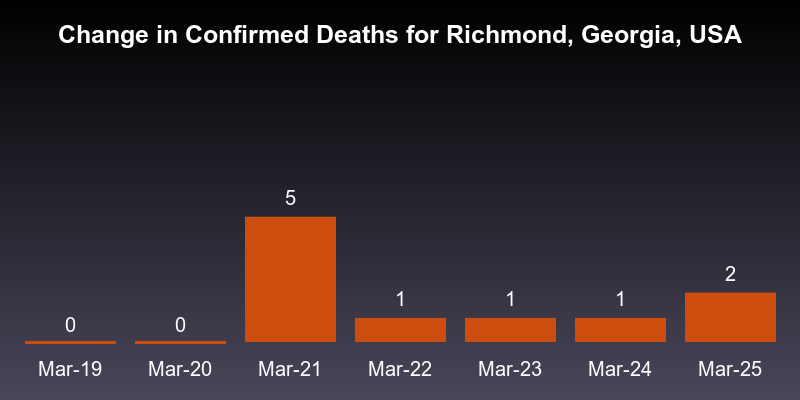 Change in Confirmed Deaths for Richmond, Georgia, USA
0 0 5 1 1 1 2
Mar-19 Mar-20 Mar-21 Mar-22 Mar-23 Mar-24 Mar-25